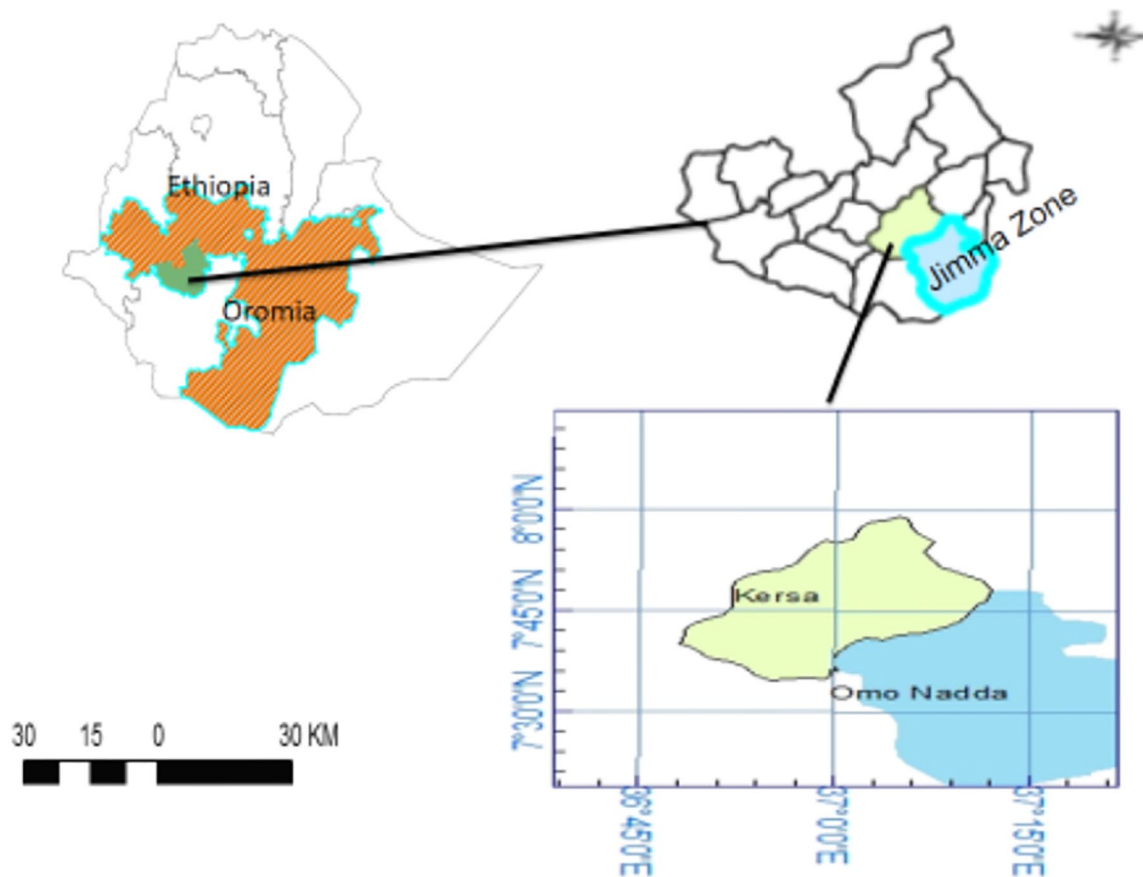 Ethiopia
Oromia
Jimma Zone
8°0'0"N
7°45'0"N
7°30'0"N
Kersa
Omo Nadda
36°45'0"E
37°0'0"E
37°15'0"E
30 15 0 30 KM